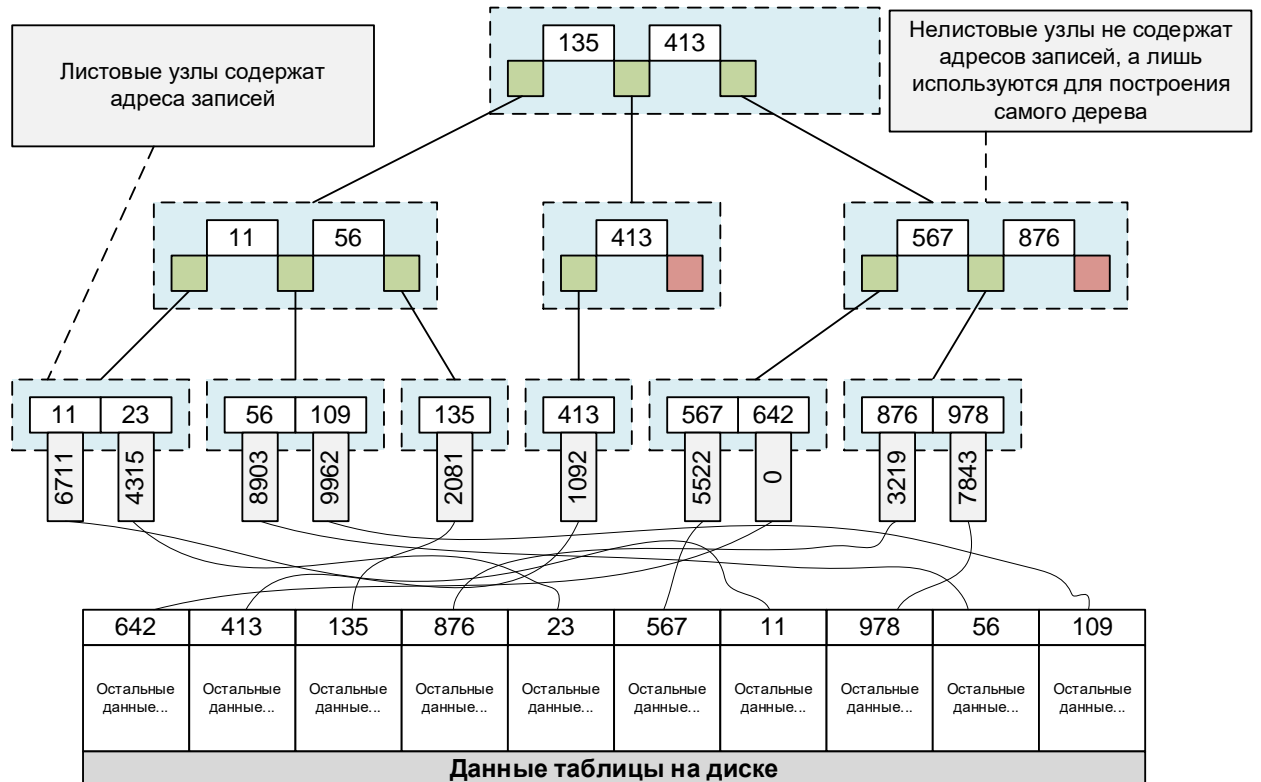 135 413
Листовые узлы содержат
адреса записей
Нелистовые узлы не содержат
адресов записей, а лишь
используются для построения
самого дерева
11 56
413
567 876
11 23
56 109
135
413
567 642
876 978
6711 4315
8903 9962
2081
1092
5522 0
3219 7843
642 413 135 876 23 567 11 978 56 109
Остальные Остальные Остальные Остальные Остальные Остальные Остальные Остальные Остальные Остальные
данные... данные... данные... данные... данные... данные... данные... данные... данные... данные...
Данные таблицы на диске